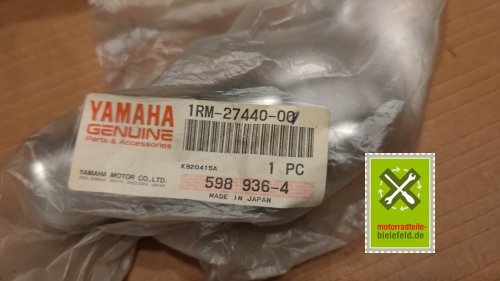 YAMAHA
GENUINE
Parts & Accessories
1RM-27440-00
K920415A
1 PC
YAMAHA MOTOR CO., LTD.
598 936-4
MADE IN JAPAN
motorradteile-
bielefeld.de